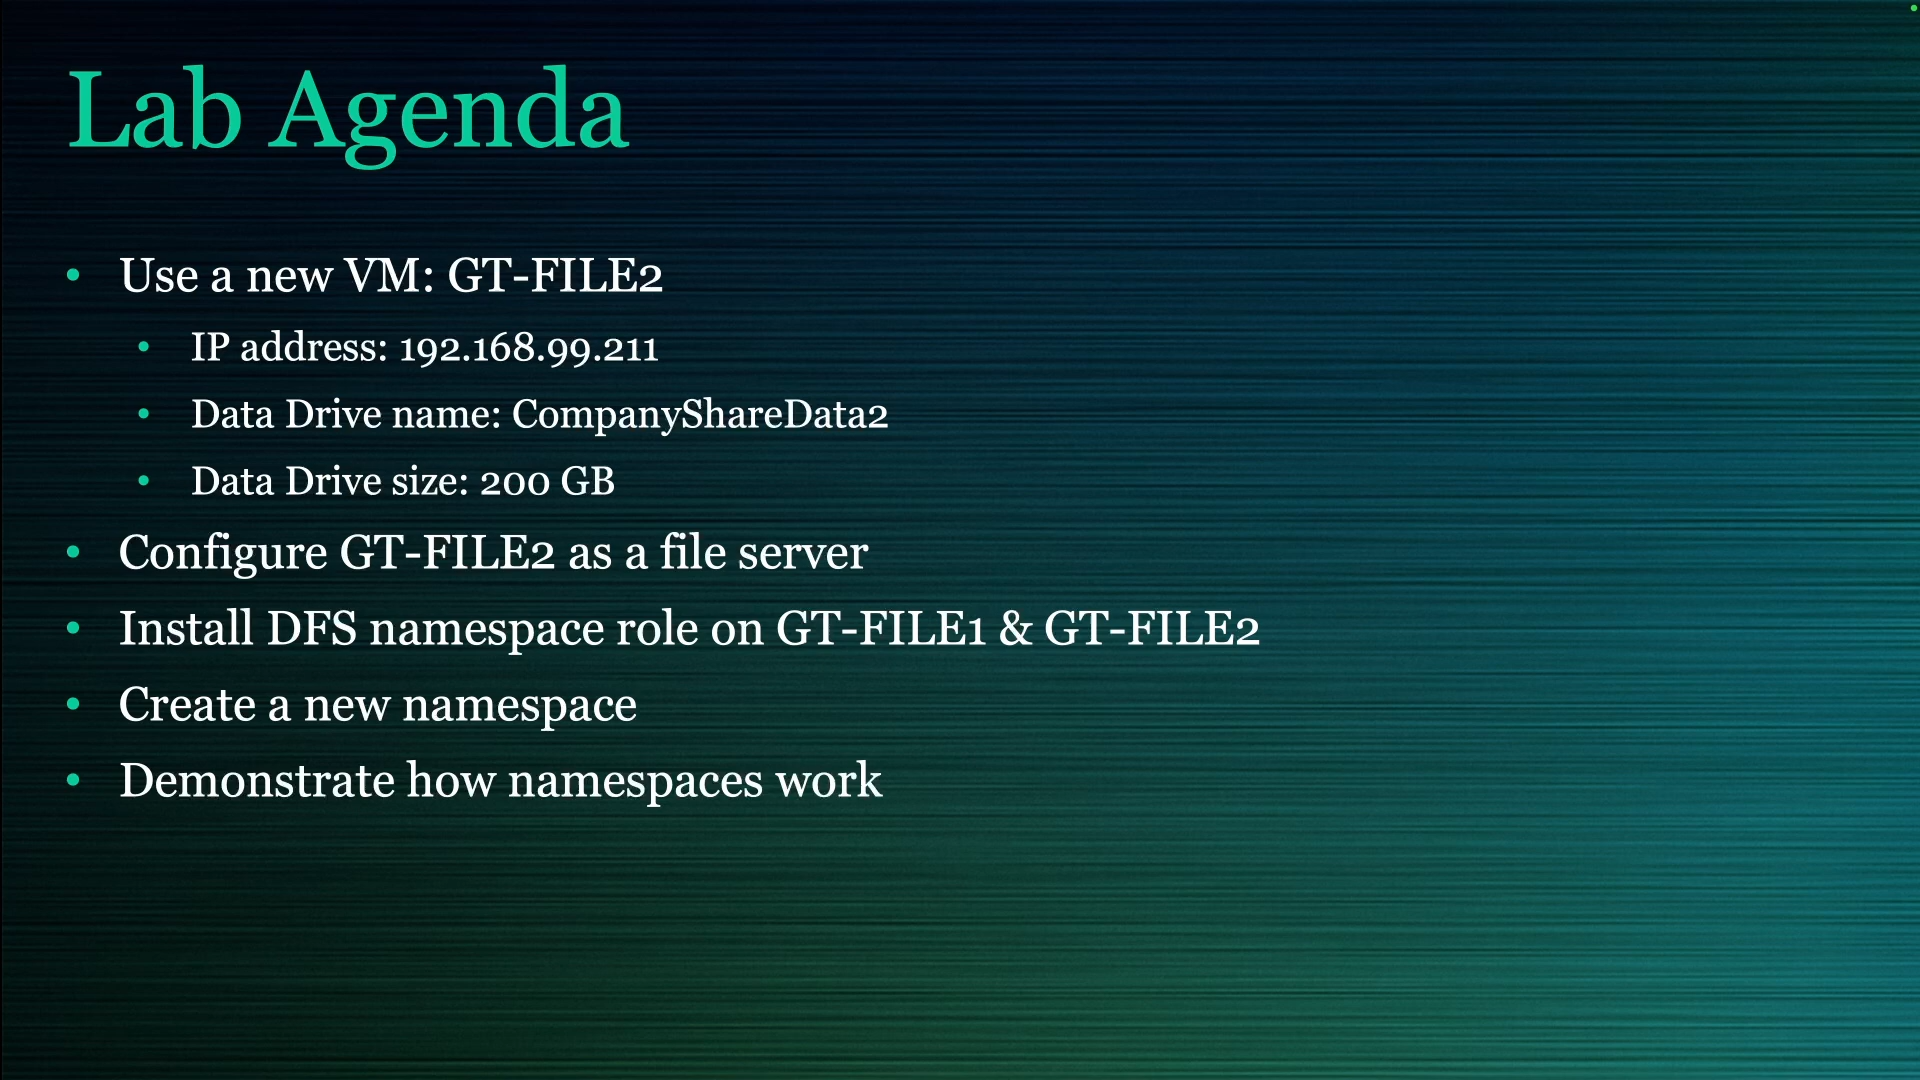 Lab Agenda
• Use a new VM: GT-FILE2
• IP address: 192.168.99.211
• Data Drive name: CompanyShareData2
• Data Drive size: 200 GB
• Configure GT-FILE2 as a file server
• Install DFS namespace role on GT-FILE1 & GT-FILE2
• Create a new namespace
• Demonstrate how namespaces work